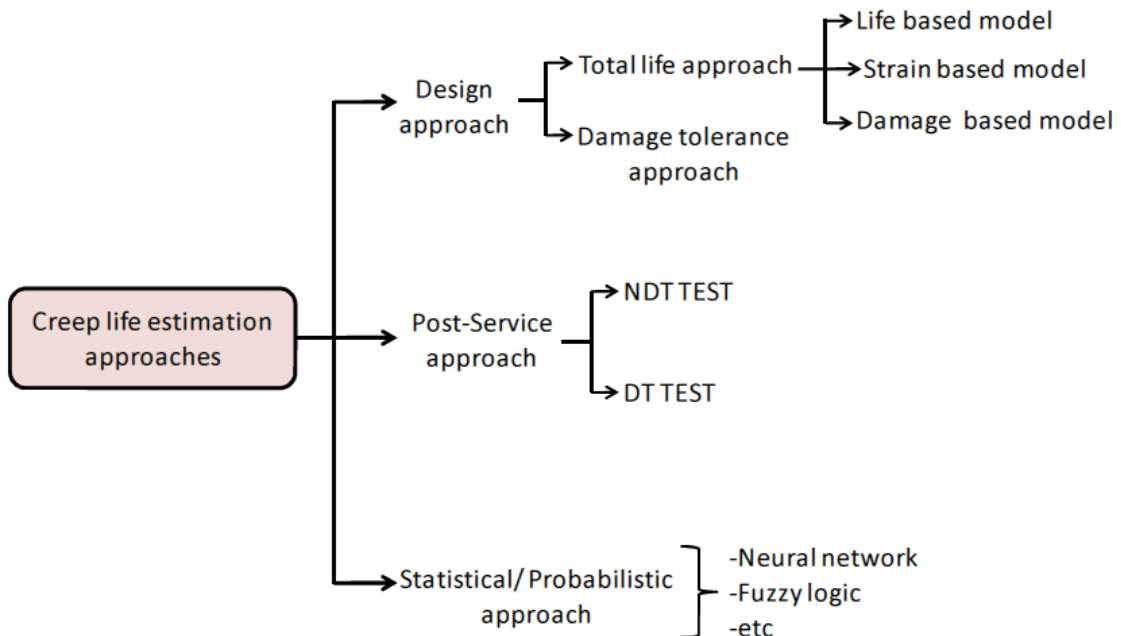 Life based model
Total life approach
Strain based model
Design
approach
Damage based model
Damage tolerance
approach
NDT TEST
Creep life estimation
approaches
Post-Service
approach
DT TEST
Statistical/ Probabilistic
approach
-Neural network
-Fuzzy logic
-etc